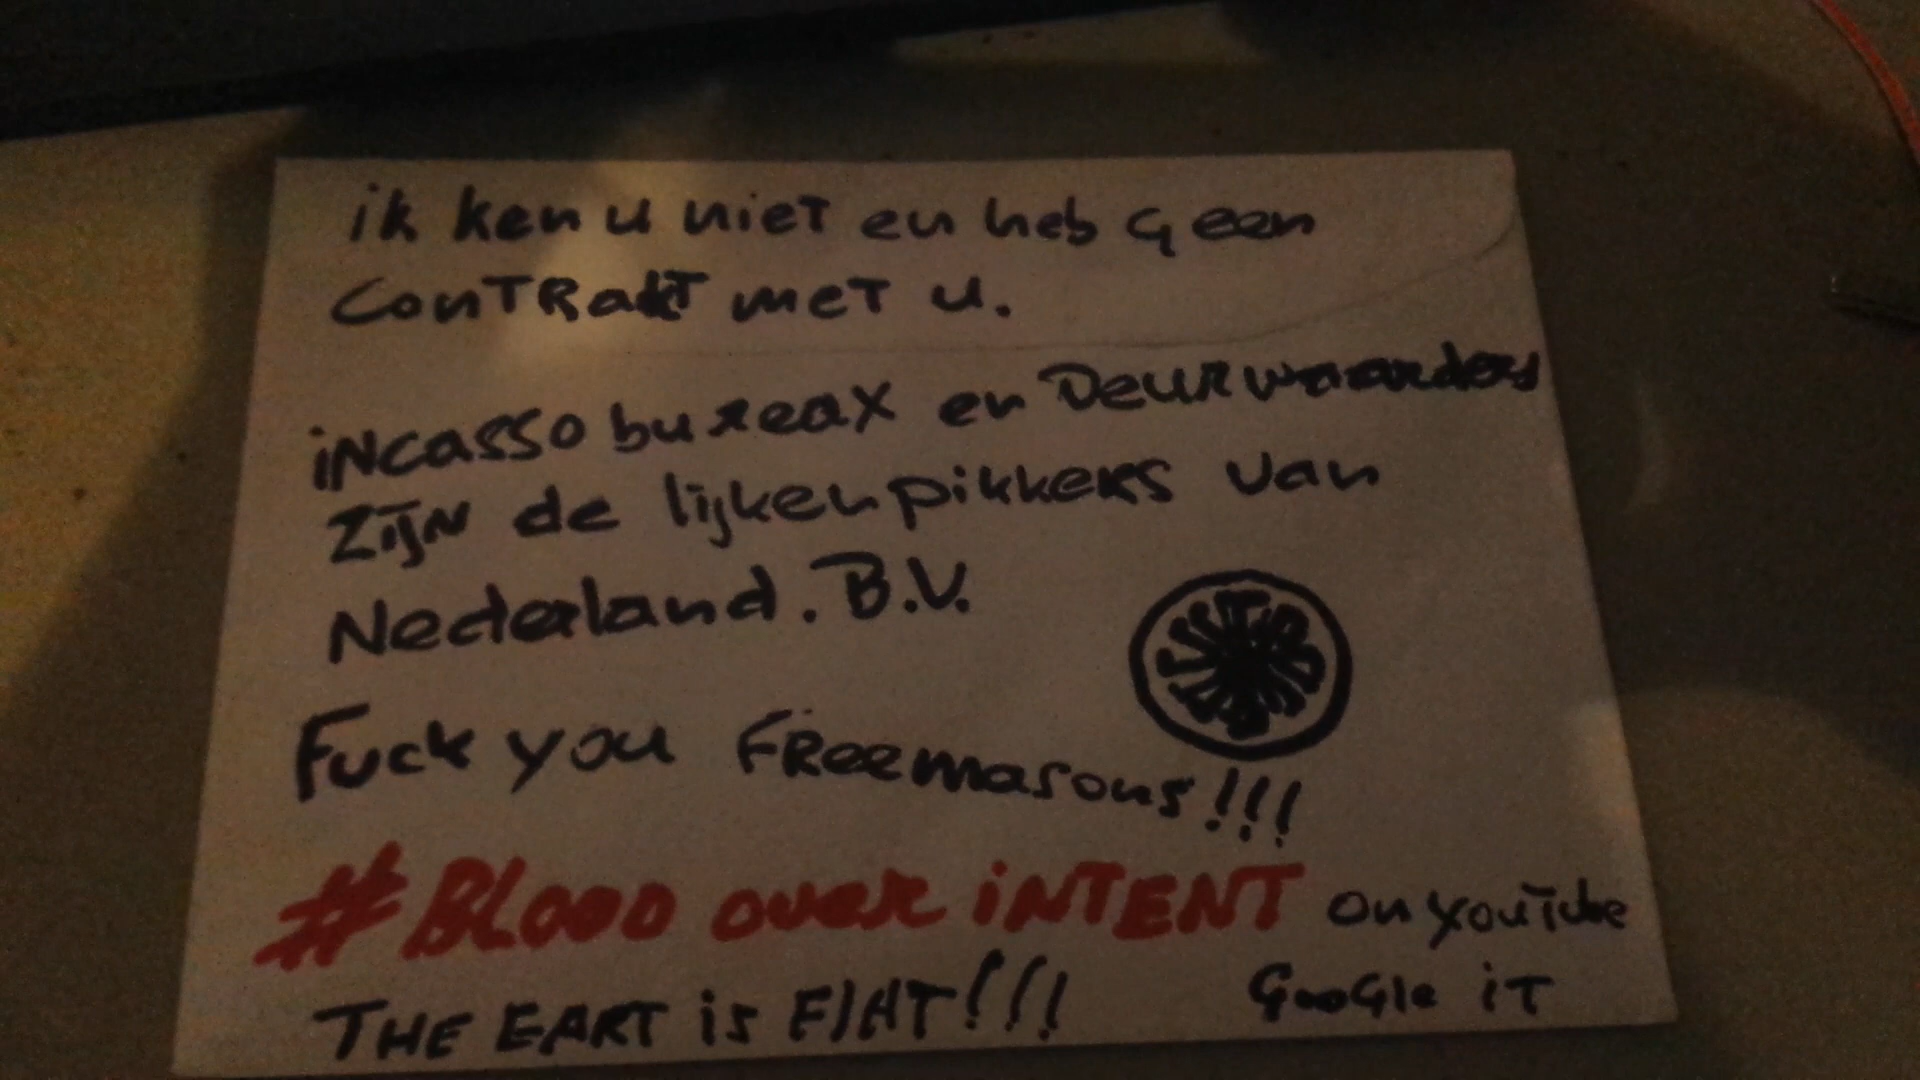 ik ken u niet en heb geen
Contrakt met u.
iNcasso bureax en Deurwaarders
zijn de lijkenpikkers van
Nederland. B.V.
Fuck you Freemasons!!!
#Blood over iNTENT on youtube
THE EART is FlAT!!! Google it